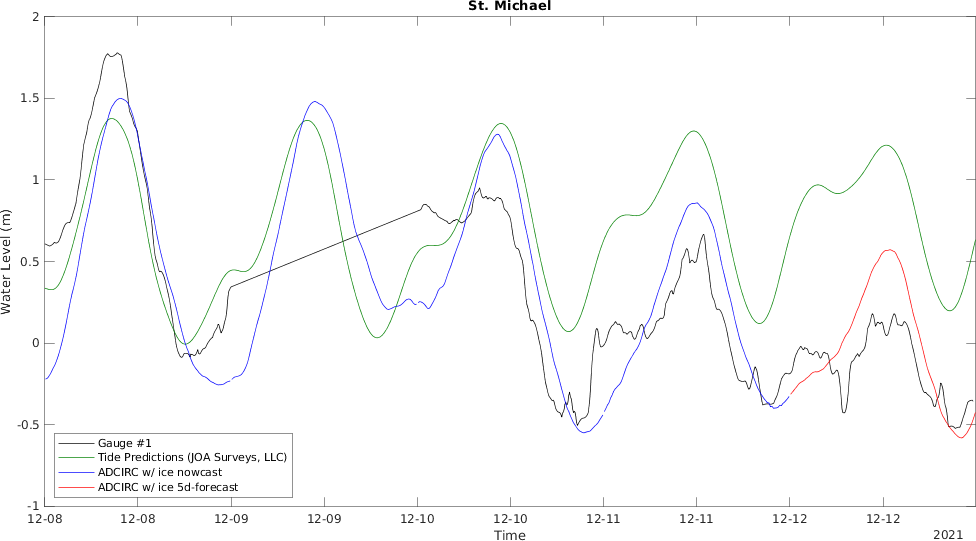 St. Michael
2
1.5
1
0.5
0
-0.5
-1
Water Level (m)
Gauge #1
Tide Predictions (JOA Surveys, LLC)
ADCIRC w/ ice nowcast
ADCIRC w/ ice 5d-forecast
12-08 12-08 12-09 12-09 12-10 12-10 12-11 12-11 12-12 12-12
Time
2021